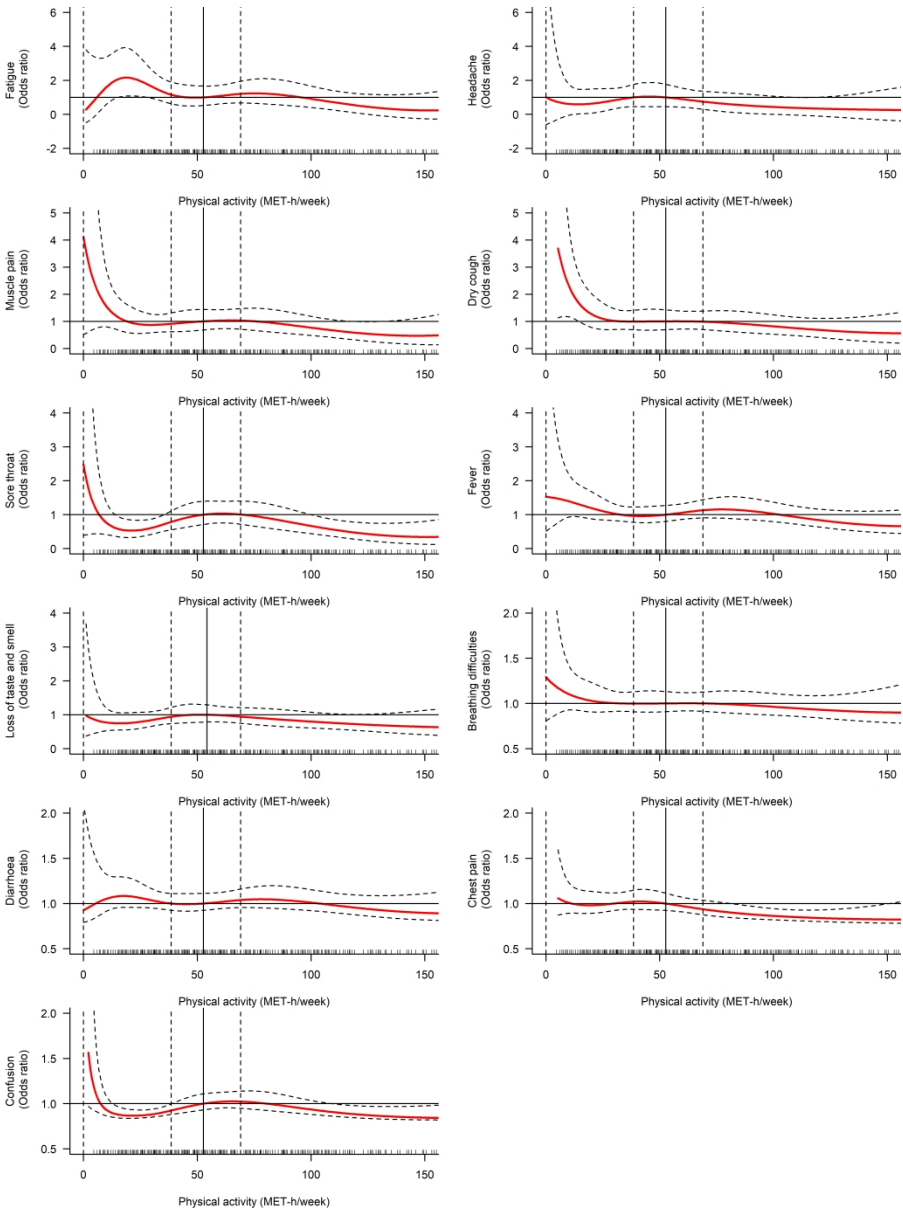 Fatigue
(Odds ratio)
6
4
2
0
-2
0
50
100
150
Physical activity (MET-h/week)
Headache
(Odds ratio)
6
4
2
0
-2
0
50
100
150
Physical activity (MET-h/week)
Muscle pain
(Odds ratio)
5
4
3
2
1
0
0
50
100
150
Physical activity (MET-h/week)
Dry cough
(Odds ratio)
5
4
3
2
1
0
0
50
100
150
Physical activity (MET-h/week)
Sore throat
(Odds ratio)
4
3
2
1
0
0
50
100
150
Physical activity (MET-h/week)
Fever
(Odds ratio)
4
3
2
1
0
0
50
100
150
Physical activity (MET-h/week)
Loss of taste and smell
(Odds ratio)
4
3
2
1
0
0
50
100
150
Physical activity (MET-h/week)
Breathing difficulties
(Odds ratio)
2.0
1.5
1.0
0.5
0
50
100
150
Physical activity (MET-h/week)
Diarrhoea
(Odds ratio)
2.0
1.5
1.0
0.5
0
50
100
150
Physical activity (MET-h/week)
Chest pain
(Odds ratio)
2.0
1.5
1.0
0.5
0
50
100
150
Physical activity (MET-h/week)
Confusion
(Odds ratio)
2.0
1.5
1.0
0.5
0
50
100
150
Physical activity (MET-h/week)